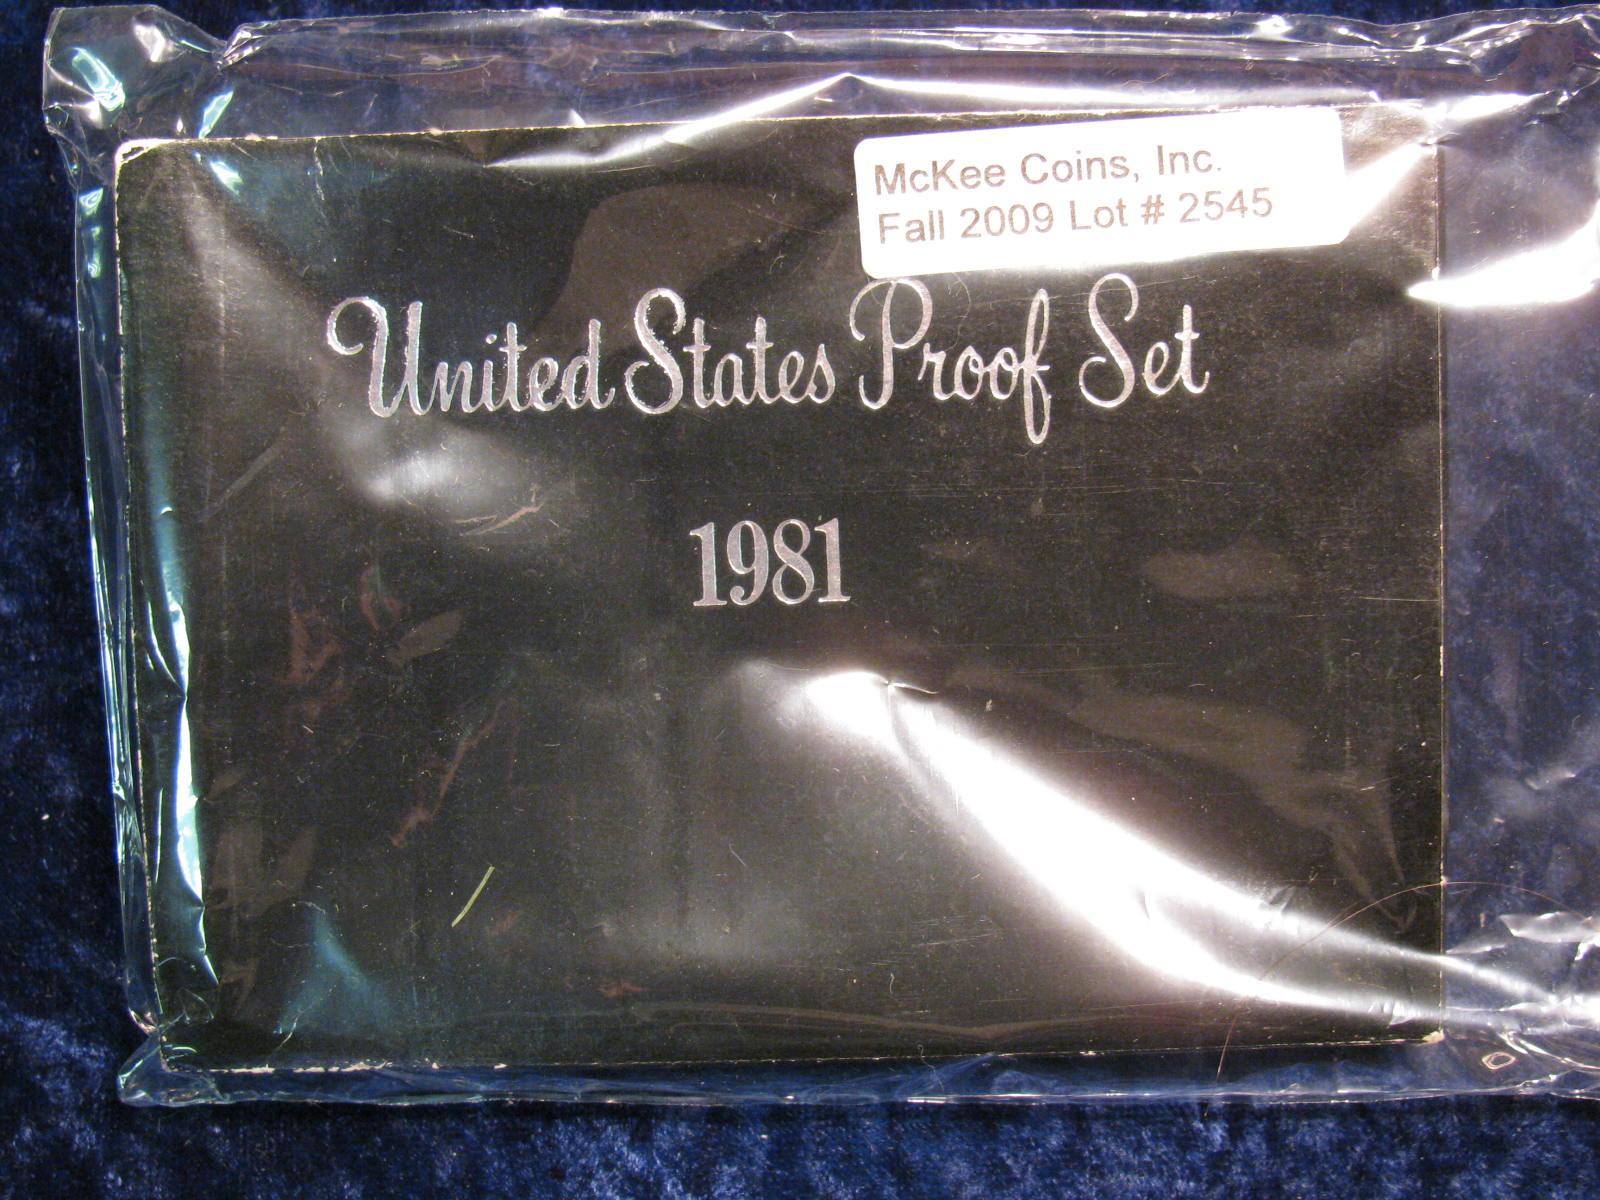 McKee Coins, Inc.
Fall 2009 Lot # 2545
United States Proof Set
1981